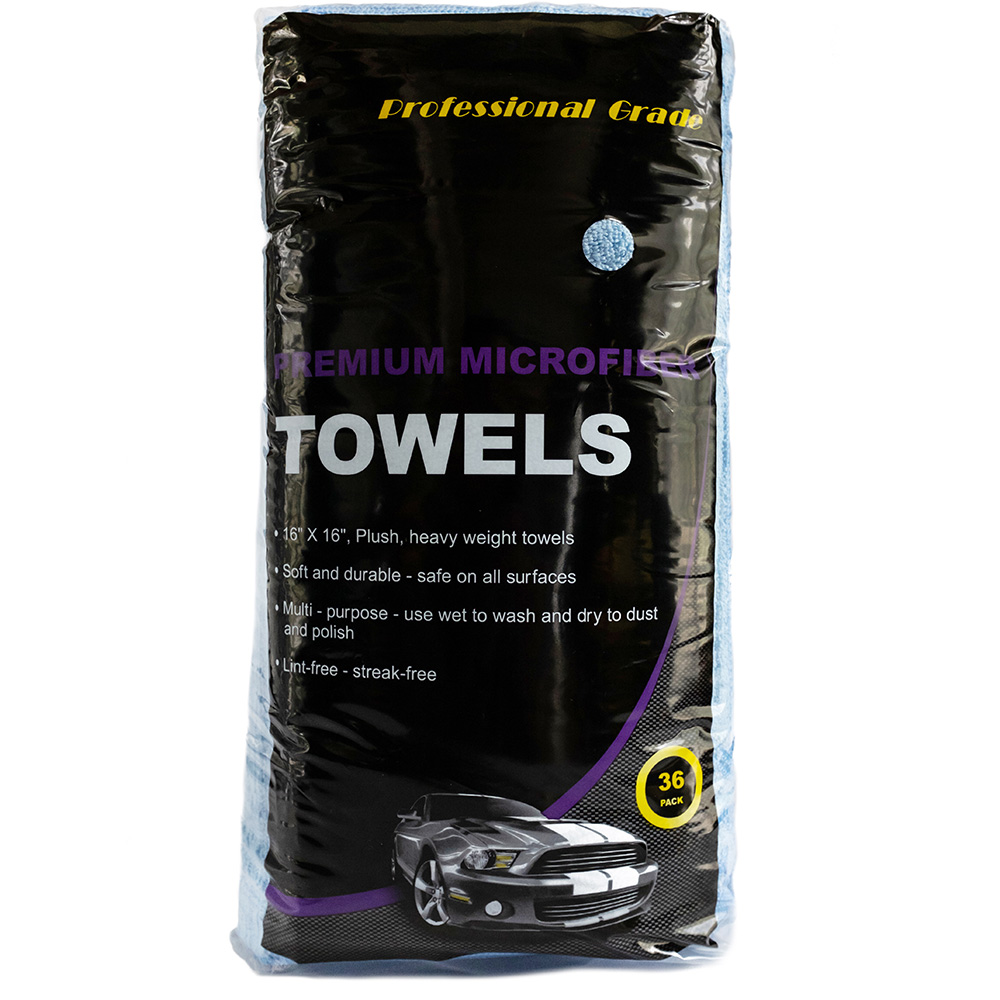 Professional Grade
PREMIUM MICROFIBER
TOWELS
• 16" X 16", Plush, heavy weight towels
• Soft and durable - safe on all surfaces
• Multi - purpose - use wet to wash and dry to dust
and polish
• Lint-free - streak-free
36
PACK